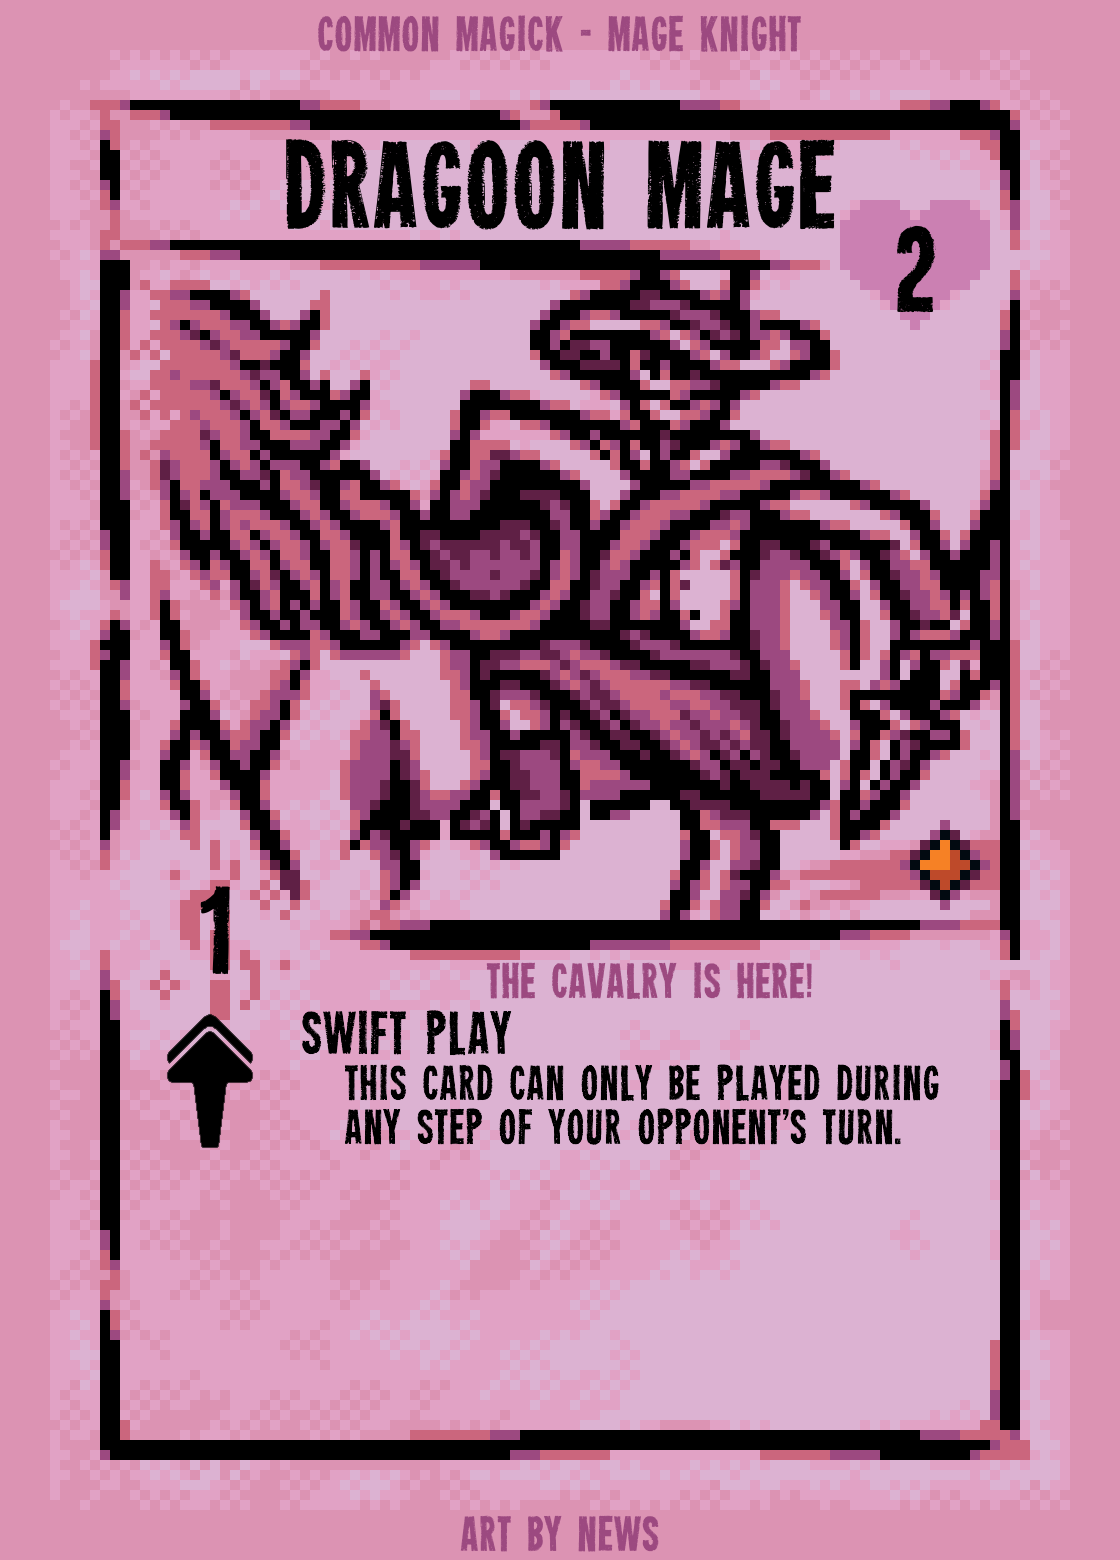 COMMON MAGICK - MAGE KNIGHT
DRAGOON MAGE
2
1
THE CAVALRY IS HERE!
SWIFT PLAY
THIS CARD CAN ONLY BE PLAYED DURING
ANY STEP OF YOUR OPPONENT'S TURN.
ART BY NEWS